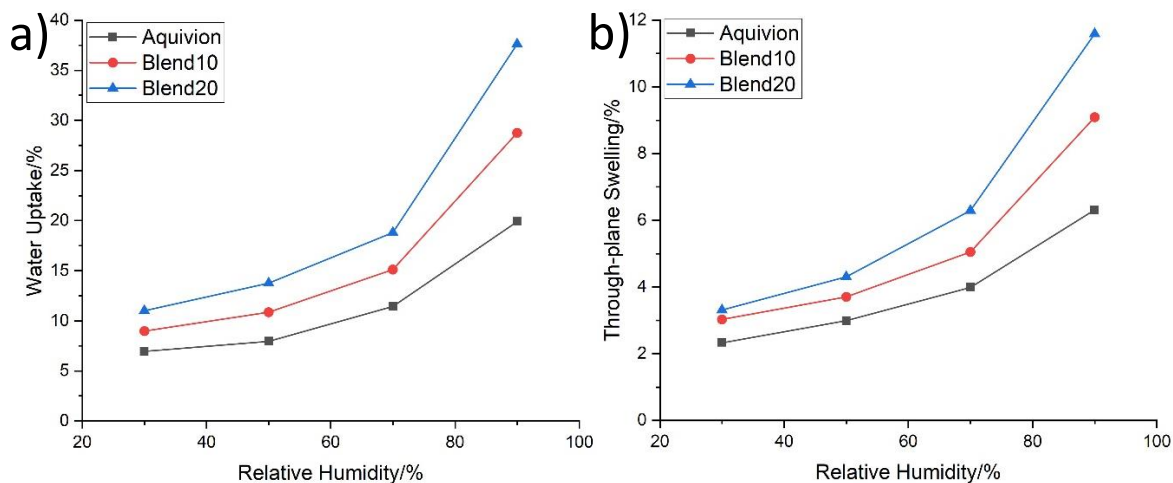 a)
Aquivion
Blend10
Blend20
40
35
30
25
20
15
10
5
0
Water Uptake/%
20 40 60 80 100
Relative Humidity/%
b)
Aquivion
Blend10
Blend20
12
10
8
6
4
2
0
Through-plane Swelling/%
20 40 60 80 100
Relative Humidity/%